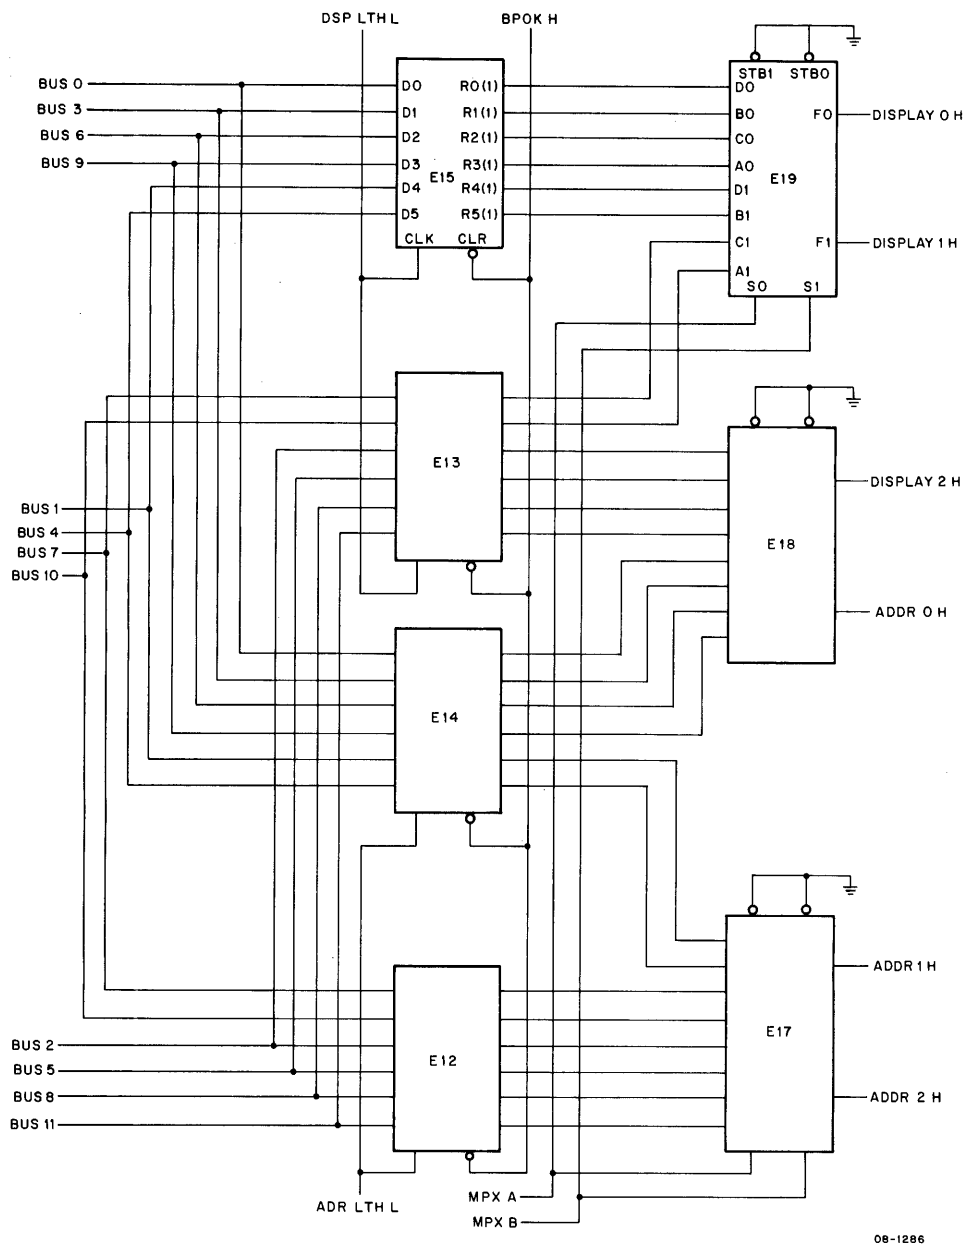 DSP LTH L
BPOK H
BUS 0
BUS 3
BUS 6
BUS 9
D0
D1
D2
D3
D4
D5
E15
R0(1)
R1(1)
R2(1)
R3(1)
R4(1)
R5(1)
CLK
CLR
STB1
STB0
D0
B0
C0
A0
D1
B1
C1
A1
E19
F0
F1
S0
S1
DISPLAY 0 H
DISPLAY 1 H
E13
BUS 1
BUS 4
BUS 7
BUS 10
E18
DISPLAY 2 H
ADDR 0 H
E14
BUS 2
BUS 5
BUS 8
BUS 11
E12
E17
ADDR 1 H
ADDR 2 H
ADR LTH L
MPX A
MPX B
08-1286